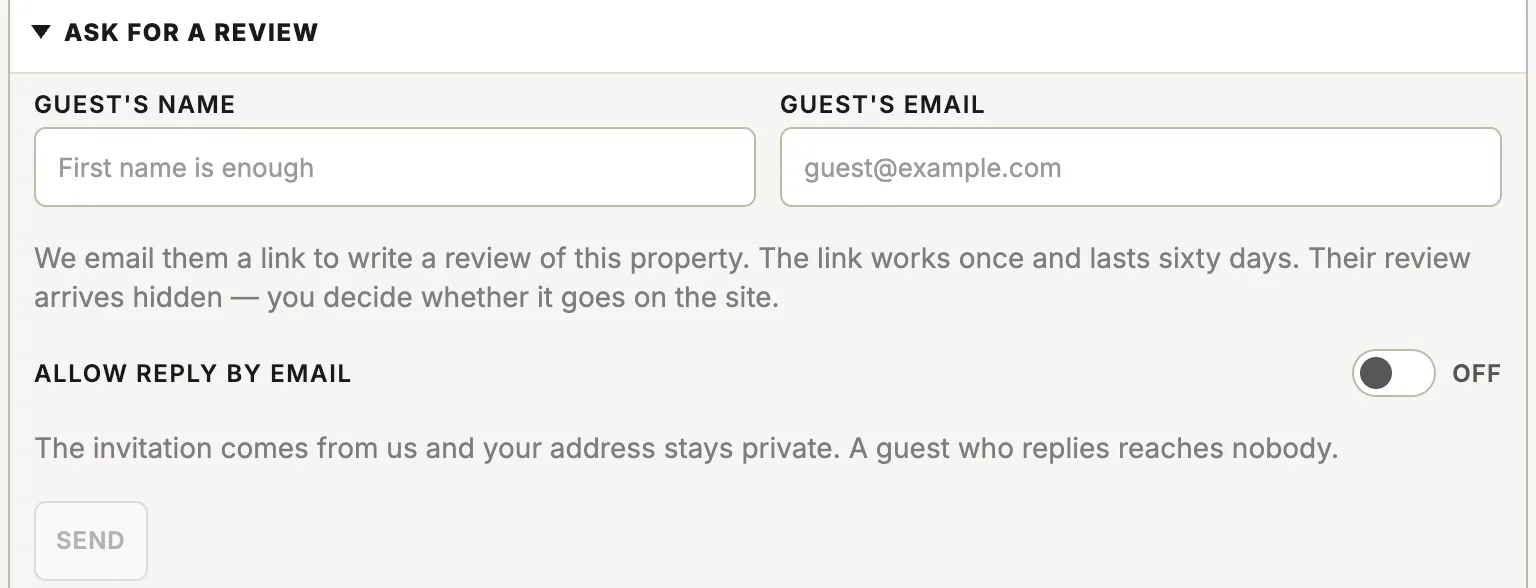 ASK FOR A REVIEW
GUEST'S NAME
GUEST'S EMAIL
First name is enough
guest@example.com
We email them a link to write a review of this property. The link works once and lasts sixty days. Their review
arrives hidden — you decide whether it goes on the site.
ALLOW REPLY BY EMAIL
OFF
The invitation comes from us and your address stays private. A guest who replies reaches nobody.
SEND